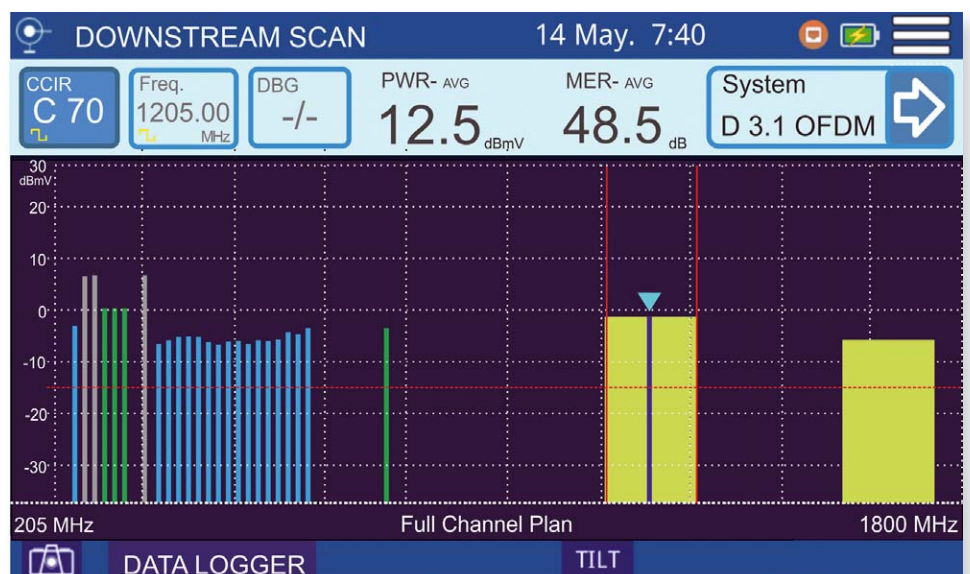 DOWNSTREAM SCAN 14 May. 7:40
CCIR
C 70
Freq.
1205.00
MHz
DBG
-/-
PWR- AVG
12.5 dBmV
MER- AVG
48.5 dB
System
D 3.1 OFDM
30
dBmV
20
10
0
-10
-20
-30
205 MHz Full Channel Plan 1800 MHz
DATA LOGGER TILT